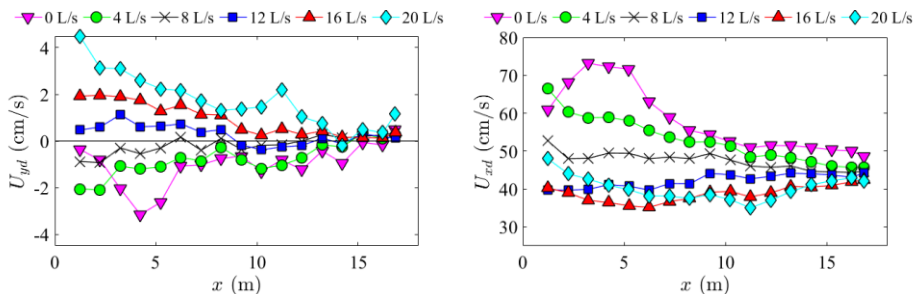 0 L/s 4 L/s 8 L/s 12 L/s 16 L/s 20 L/s
4
2
0
-2
-4
0 5 10 15
U_yd (cm/s)
x (m)
0 L/s 4 L/s 8 L/s 12 L/s 16 L/s 20 L/s
80
70
60
50
40
30
0 5 10 15
U_xd (cm/s)
x (m)